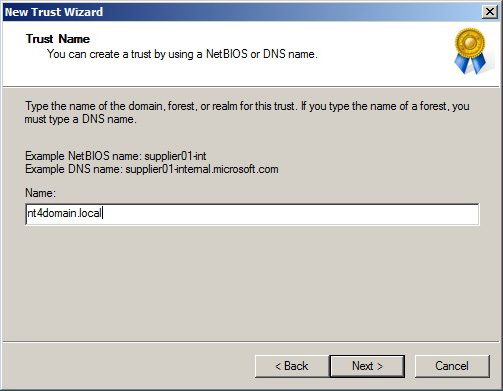 New Trust Wizard
Trust Name
You can create a trust by using a NetBIOS or DNS name.
Type the name of the domain, forest, or realm for this trust. If you type the name of a forest, you
must type a DNS name.
Example NetBIOS name: supplier01-int
Example DNS name: supplier01-internal.microsoft.com
Name:
nt4domain.local
< Back
Next >
Cancel